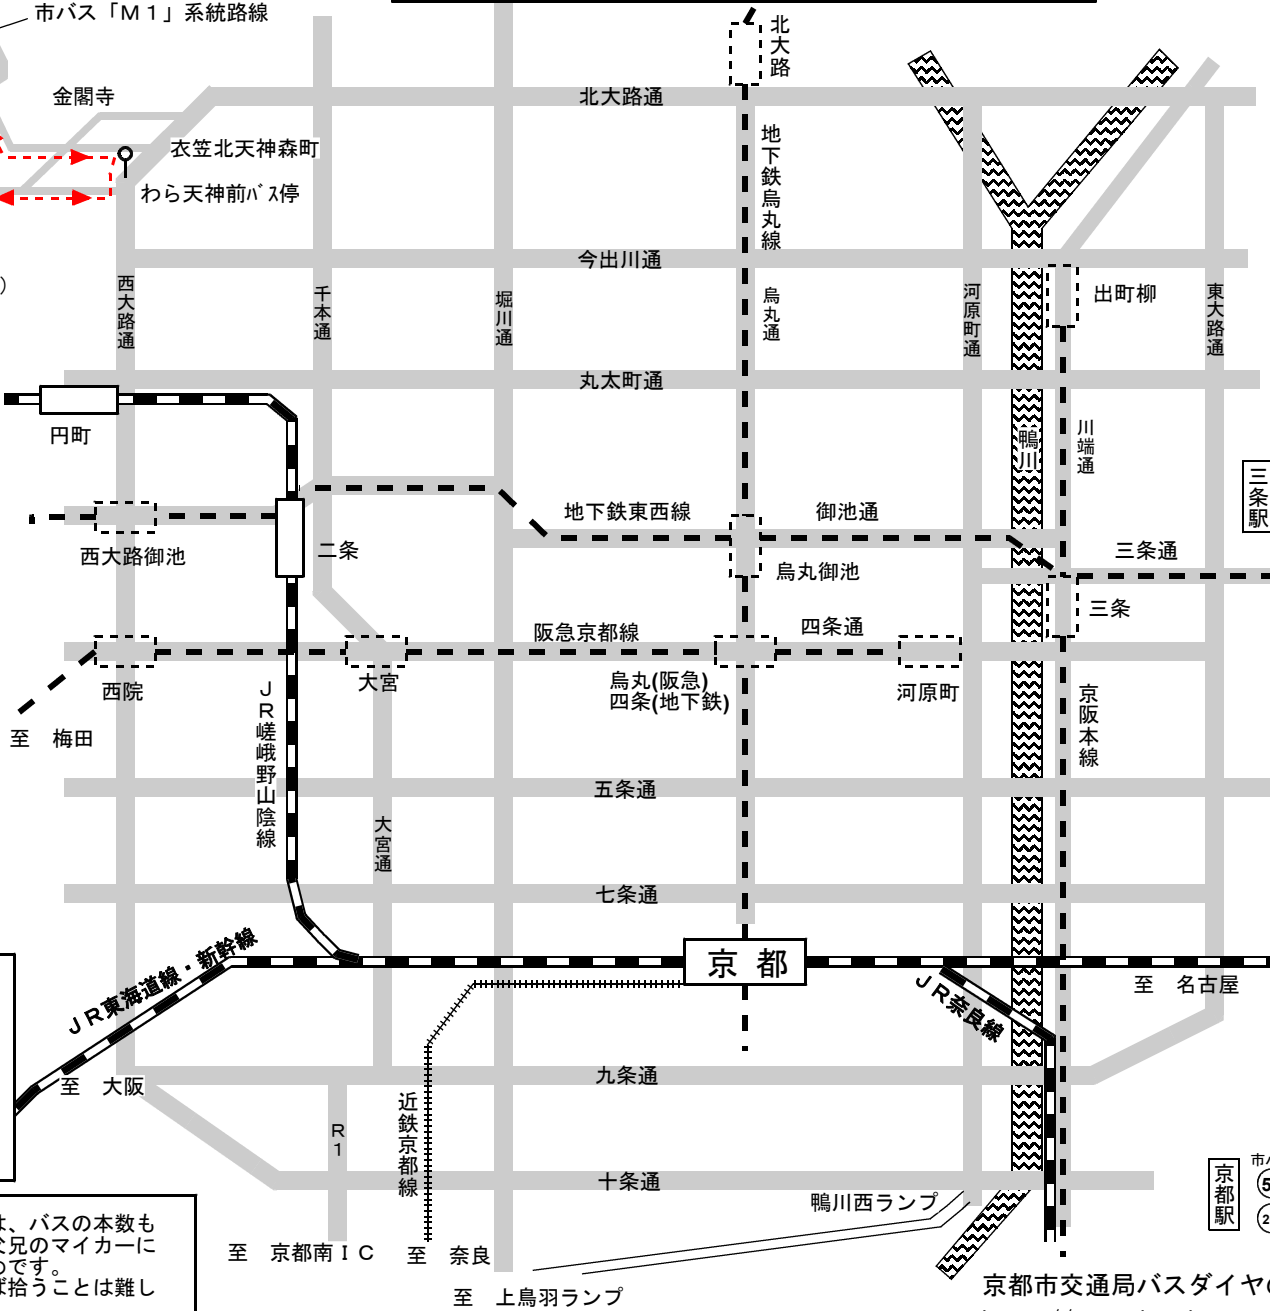 市バス「Ｍ１」系統路線
北大路
金閣寺
北大路通
衣笠北天神森町
わら天神前ﾊﾞｽ停
地下鉄烏丸線
今出川通
西大路通
千本通
堀川通
烏丸通
河原町通
出町柳
東大路通
丸太町通
円町
鴨川
川端通
三条駅
地下鉄東西線
御池通
西大路御池
二条
烏丸御池
三条通
三条
阪急京都線
四条通
西院
大宮
烏丸(阪急)
四条(地下鉄)
河原町
至　梅田
ＪＲ嵯峨野山陰線
京阪本線
五条通
大宮通
七条通
ＪＲ東海道線・新幹線
京都
ＪＲ奈良線
至　名古屋
至　大阪
九条通
近鉄京都線
Ｒ１
十条通
鴨川西ランプ
京都駅
市バ
は、バスの本数も
父兄のマイカーに
のです。
ば拾うことは難し
至　京都南ＩＣ
至　奈良
至　上鳥羽ランプ
京都市交通局バスダイヤ